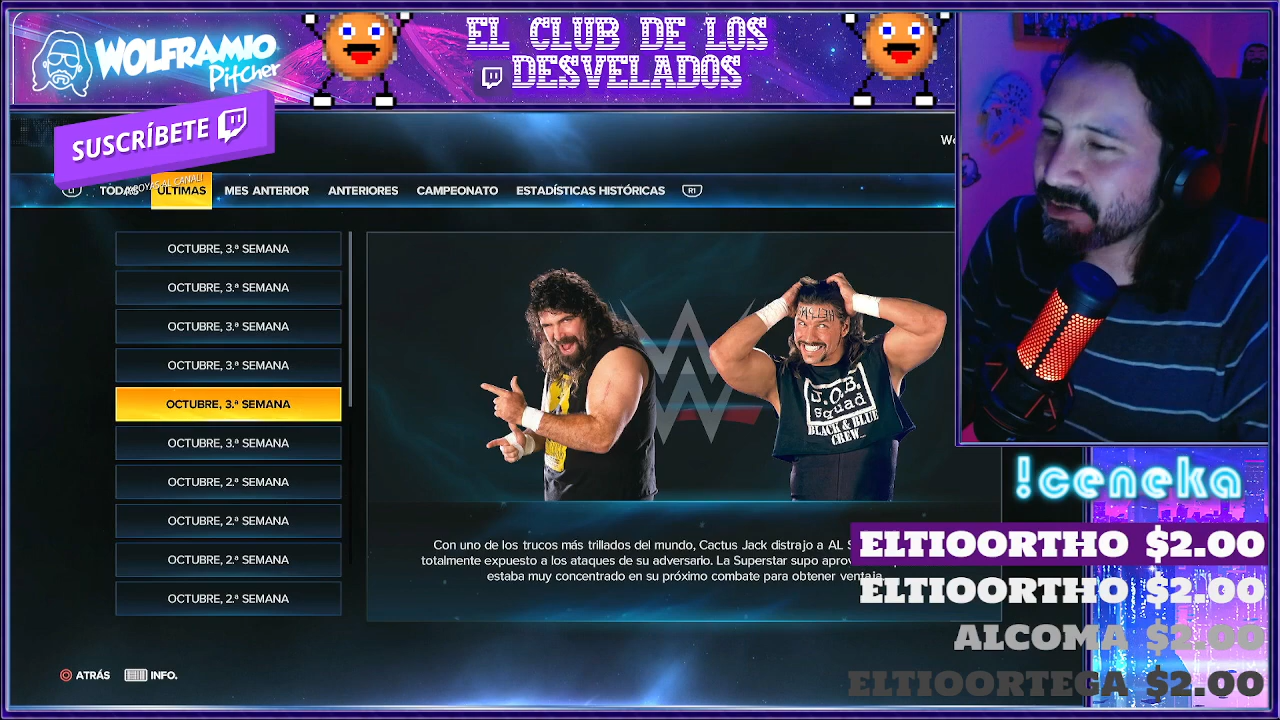 WOLFRAMIO
Pitcher
EL CLUB DE LOS
DESVELADOS
SUSCRÍBETE
TODAS
ÚLTIMAS
MES ANTERIOR
ANTERIORES
CAMPEONATO
ESTADÍSTICAS HISTÓRICAS
R1
OCTUBRE, 3.ª SEMANA
OCTUBRE, 3.ª SEMANA
OCTUBRE, 3.ª SEMANA
OCTUBRE, 3.ª SEMANA
OCTUBRE, 3.ª SEMANA
OCTUBRE, 3.ª SEMANA
OCTUBRE, 2.ª SEMANA
OCTUBRE, 2.ª SEMANA
OCTUBRE, 2.ª SEMANA
OCTUBRE, 2.ª SEMANA
J.O.B.
Squad
BLACK & BLUE
CREW
Con uno de los trucos más trillados del mundo, Cactus Jack distrajo a AL
totalmente expuesto a los ataques de su adversario. La Superstar supo
estaba muy concentrado en su próximo combate para obtener ventaja.
ATRÁS
INFO.
!ceneka
ELTIOORTHO $2.00
ELTIOORTHO $2.00
ALCOMA $2.00
ELTIOORTEGA $2.00